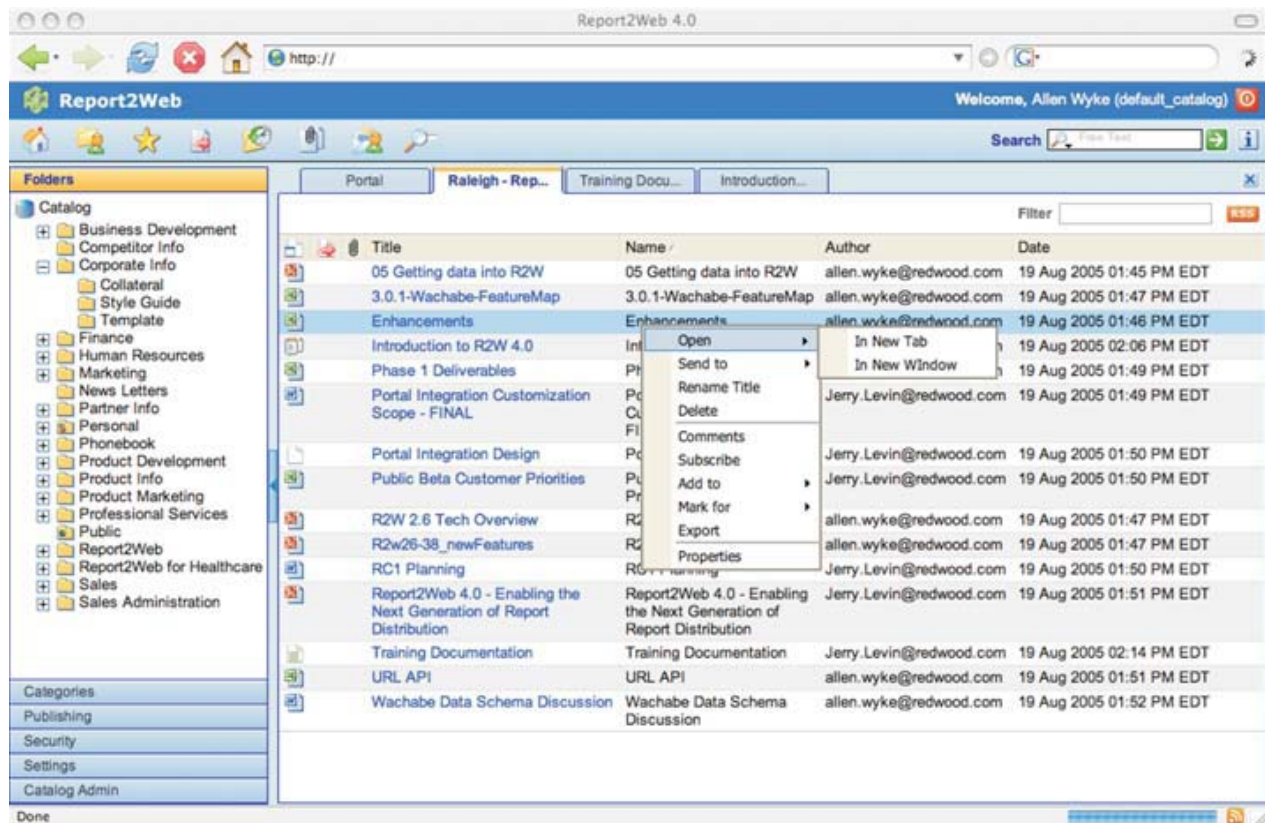 Report2Web 4.0
http://
G
Report2Web
Welcome, Allen Wyke (default_catalog)
Search Free Text
i
Folders
Portal
Raleigh - Rep...
Training Docu...
Introduction...
Catalog
Business Development
Competitor Info
Corporate Info
Collateral
Style Guide
Template
Finance
Human Resources
Marketing
News Letters
Partner Info
Personal
Phonebook
Product Development
Product Info
Product Marketing
Professional Services
Public
Report2Web
Report2Web for Healthcare
Sales
Sales Administration
Categories
Publishing
Security
Settings
Catalog Admin
Filter
RSS
Title Name Author Date
05 Getting data into R2W 05 Getting data into R2W allen.wyke@redwood.com 19 Aug 2005 01:45 PM EDT
3.0.1-Wachabe-FeatureMap 3.0.1-Wachabe-FeatureMap allen.wyke@redwood.com 19 Aug 2005 01:47 PM EDT
Enhancements Enhancements allen.wyke@redwood.com 19 Aug 2005 01:46 PM EDT
Introduction to R2W 4.0 19 Aug 2005 02:06 PM EDT
Phase 1 Deliverables 19 Aug 2005 01:49 PM EDT
Portal Integration Customization Jerry.Levin@redwood.com 19 Aug 2005 01:49 PM EDT
Scope - FINAL
Portal Integration Design Jerry.Levin@redwood.com 19 Aug 2005 01:50 PM EDT
Public Beta Customer Priorities Jerry.Levin@redwood.com 19 Aug 2005 01:50 PM EDT
R2W 2.6 Tech Overview allen.wyke@redwood.com 19 Aug 2005 01:47 PM EDT
R2w26-38_newFeatures allen.wyke@redwood.com 19 Aug 2005 01:47 PM EDT
RC1 Planning Jerry.Levin@redwood.com 19 Aug 2005 01:50 PM EDT
Report2Web 4.0 - Enabling the Report2Web 4.0 - Enabling Jerry.Levin@redwood.com 19 Aug 2005 01:51 PM EDT
Next Generation of Report the Next Generation of
Distribution Report Distribution
Training Documentation Training Documentation Jerry.Levin@redwood.com 19 Aug 2005 02:14 PM EDT
URL API URL API allen.wyke@redwood.com 19 Aug 2005 01:51 PM EDT
Wachabe Data Schema Discussion Wachabe Data Schema allen.wyke@redwood.com 19 Aug 2005 01:52 PM EDT
Discussion
Open
Send to
Rename Title
Delete
Comments
Subscribe
Add to
Mark for
Export
Properties
In New Tab
In New WIndow
Done